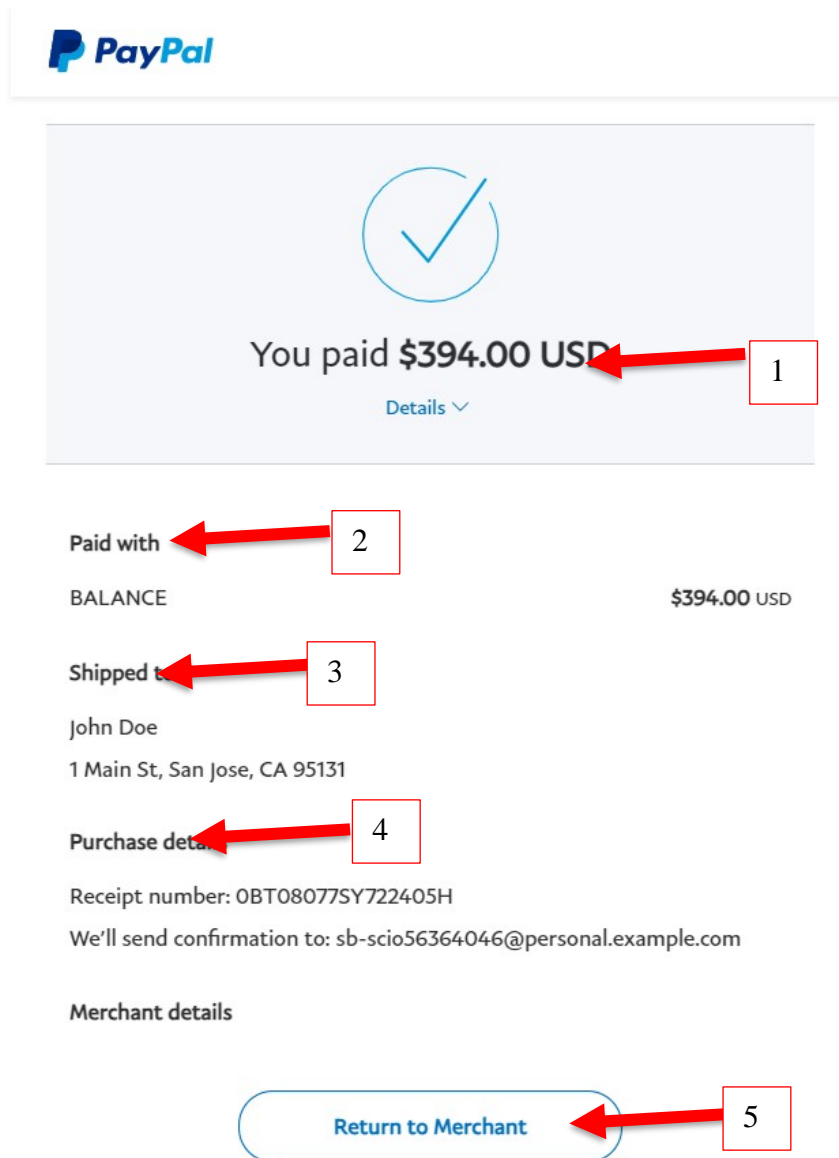 PayPal
You paid $394.00 USD
1
Details
Paid with
2
BALANCE $394.00 USD
Shipped
3
John Doe
1 Main St, San Jose, CA 95131
Purchase
4
Receipt number: 0BT08077SY722405H
We'll send confirmation to: sb-scio56364046@personal.example.com
Merchant details
Return to Merchant
5